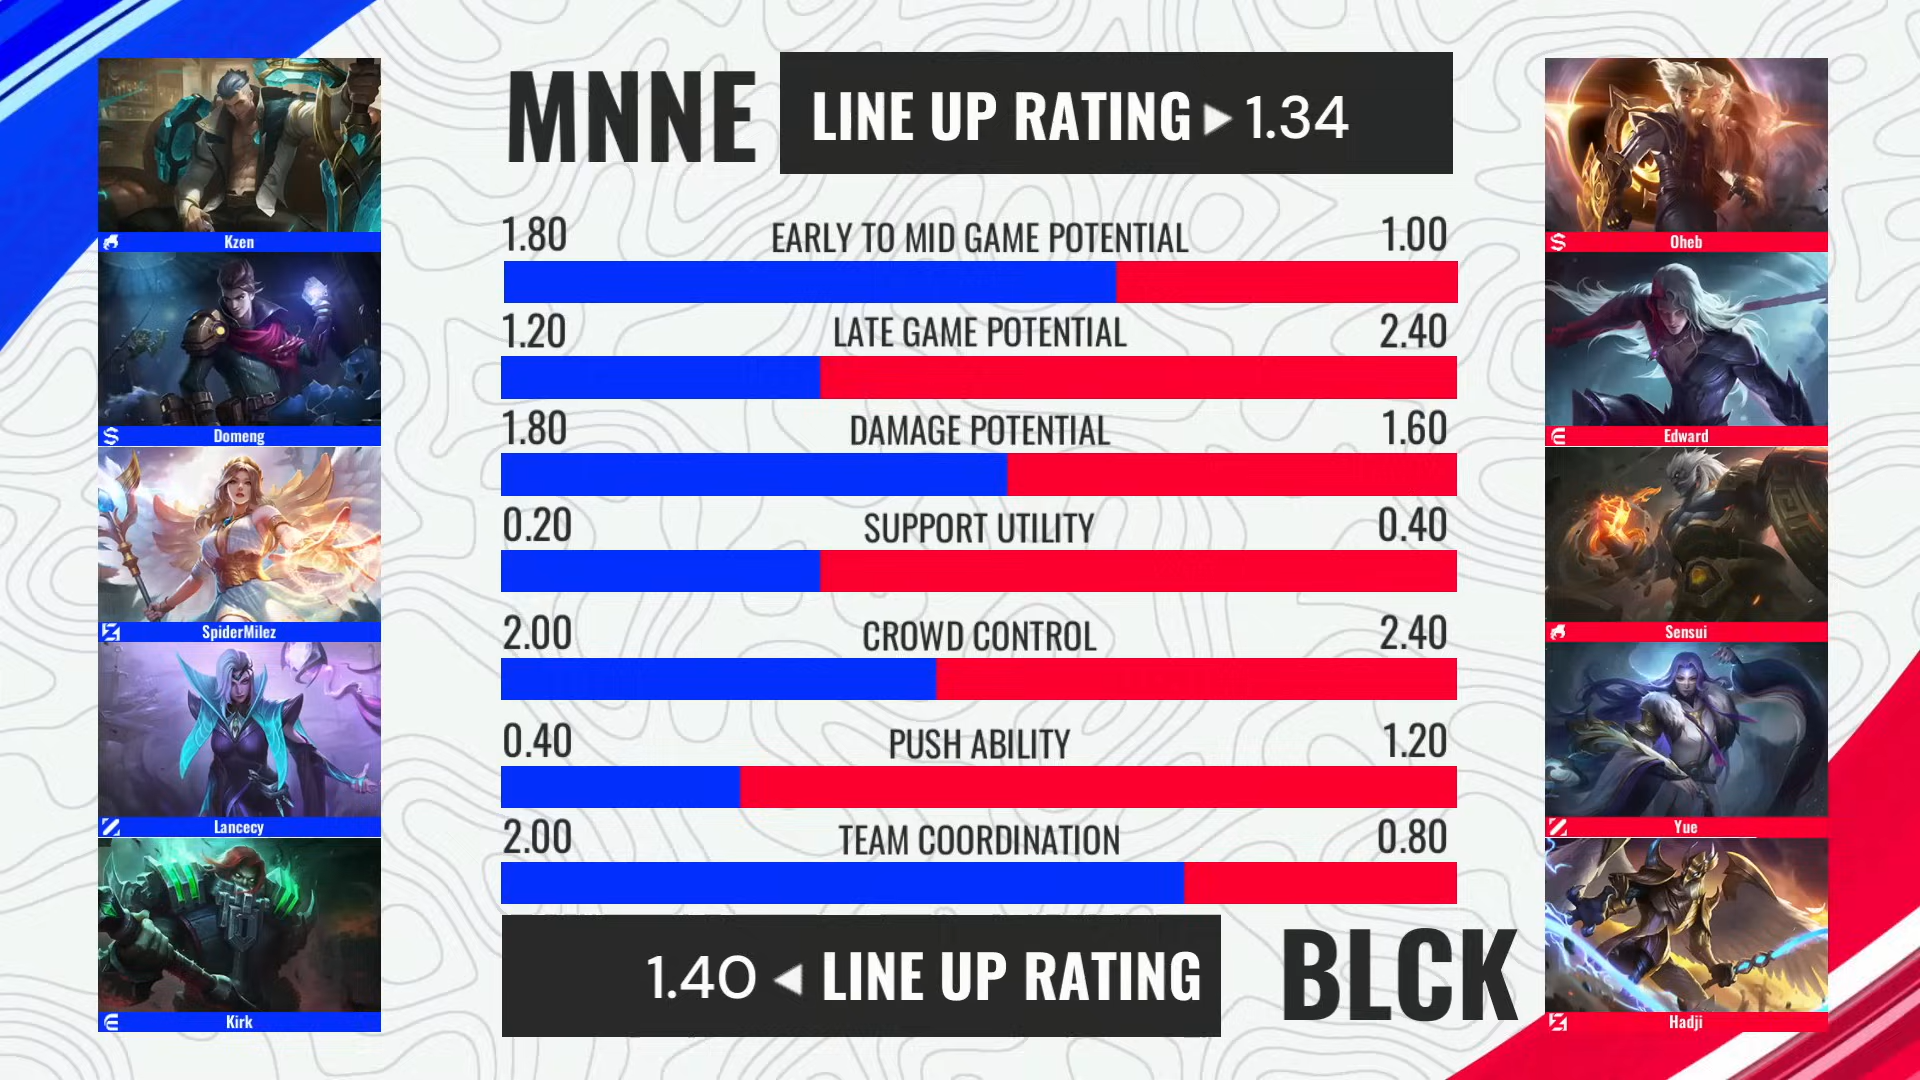 MNNE
LINE UP RATING ▶ 1.34
Kzen
Domeng
SpiderMilez
Lancecy
Kirk
1.80 EARLY TO MID GAME POTENTIAL 1.00
1.20 LATE GAME POTENTIAL 2.40
1.80 DAMAGE POTENTIAL 1.60
0.20 SUPPORT UTILITY 0.40
2.00 CROWD CONTROL 2.40
0.40 PUSH ABILITY 1.20
2.00 TEAM COORDINATION 0.80
1.40 ◀ LINE UP RATING
BLCK
Oheb
Edward
Sensui
Yue
Hadji